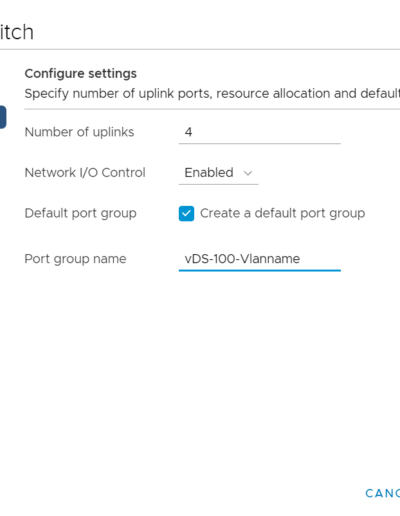 itch
Configure settings
Specify number of uplink ports, resource allocation and default
Number of uplinks 4
Network I/O Control Enabled
Default port group Create a default port group
Port group name vDS-100-Vlanname
CANC